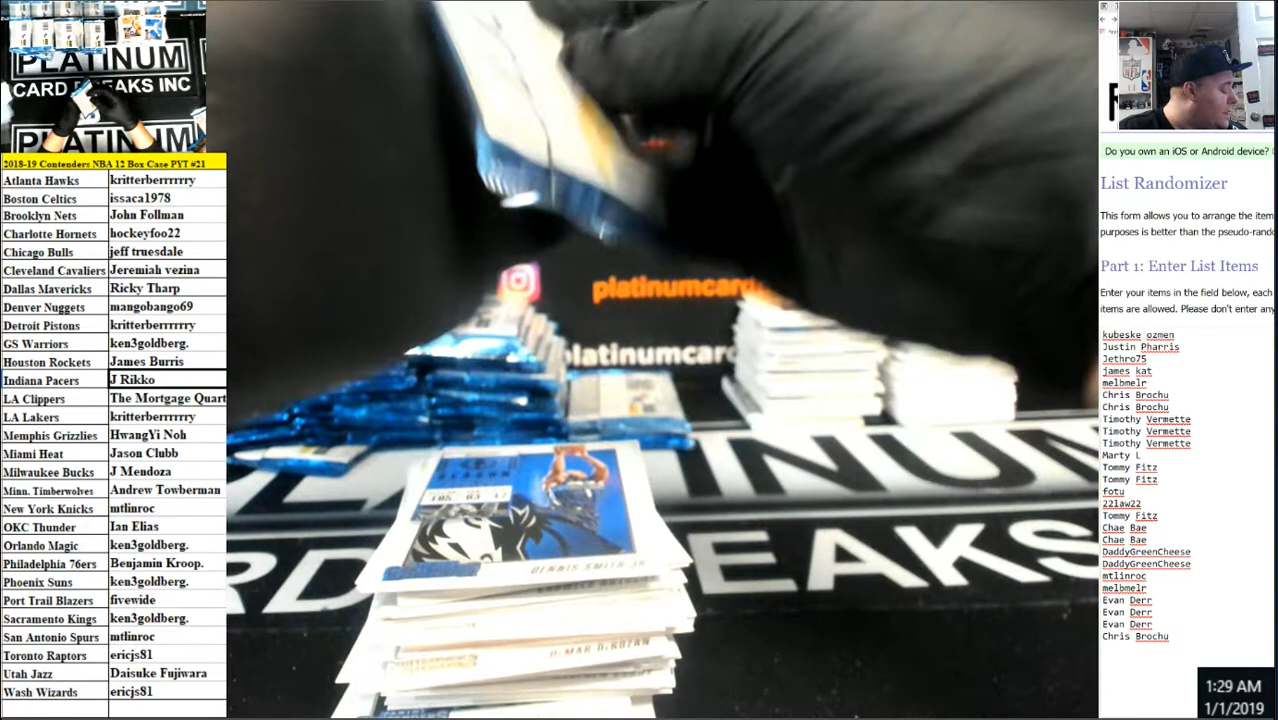 PLATINUM
CARD BREAKS INC
PLATINUM
2018-19 Contenders NBA 12 Box Case PYT #21
Atlanta Hawks kritterberrrrrry
Boston Celtics issaca1978
Brooklyn Nets John Follman
Charlotte Hornets hockeyfoo22
Chicago Bulls jeff truesdale
Cleveland Cavaliers Jeremiah vezina
Dallas Mavericks Ricky Tharp
Denver Nuggets mangobango69
Detroit Pistons kritterberrrrrry
GS Warriors ken3goldberg.
Houston Rockets James Burris
Indiana Pacers J Rikko
LA Clippers The Mortgage Quart
LA Lakers kritterberrrrrry
Memphis Grizzlies HwangYi Noh
Miami Heat Jason Clubb
Milwaukee Bucks J Mendoza
Minn. Timberwolves Andrew Towberman
New York Knicks mtlinroc
OKC Thunder Ian Elias
Orlando Magic ken3goldberg.
Philadelphia 76ers Benjamin Kroop.
Phoenix Suns ken3goldberg.
Port Trail Blazers fivewide
Sacramento Kings ken3goldberg.
San Antonio Spurs mtlinroc
Toronto Raptors ericjs81
Utah Jazz Daisuke Fujiwara
Wash Wizards ericjs81
platinumcard
platinumcard
PLATINUM
CARD BREAKS
SEASON
DENNIS SMITH JR
DEMAR DEROZAN
Do you own an iOS or Android device?
List Randomizer
This form allows you to arrange the item
purposes is better than the pseudo-rando
Part 1: Enter List Items
Enter your items in the field below, each
items are allowed. Please don't enter any
kubeske ozmen
Justin Pharris
Jethro75
james kat
melbmelr
Chris Brochu
Chris Brochu
Timothy Vermette
Timothy Vermette
Timothy Vermette
Marty L
Tommy Fitz
Tommy Fitz
fotu
22law22
Tommy Fitz
Chae Bae
Chae Bae
DaddyGreenCheese
DaddyGreenCheese
mtlinroc
melbmelr
Evan Derr
Evan Derr
Evan Derr
Chris Brochu
1:29 AM
1/1/2019